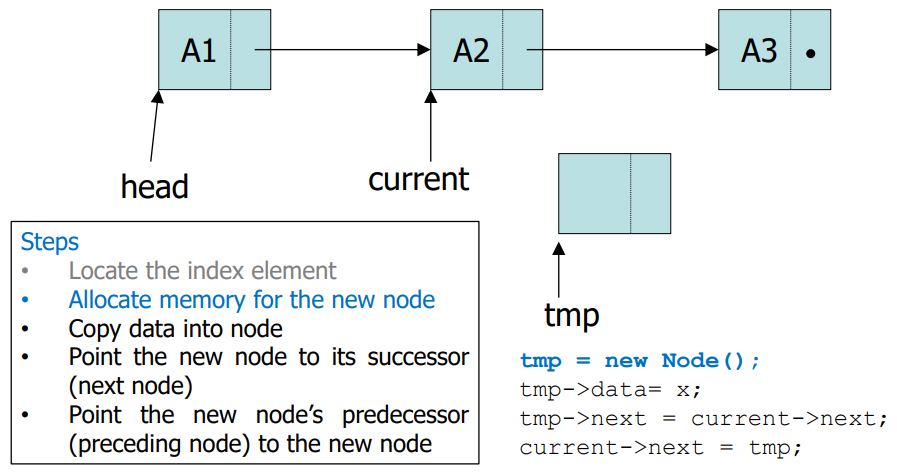 A1
A2
A3
head
current
tmp
Steps
• Locate the index element
• Allocate memory for the new node
• Copy data into node
• Point the new node to its successor
(next node)
• Point the new node's predecessor
(preceding node) to the new node
tmp = new Node();
tmp->data= x;
tmp->next = current->next;
current->next = tmp;